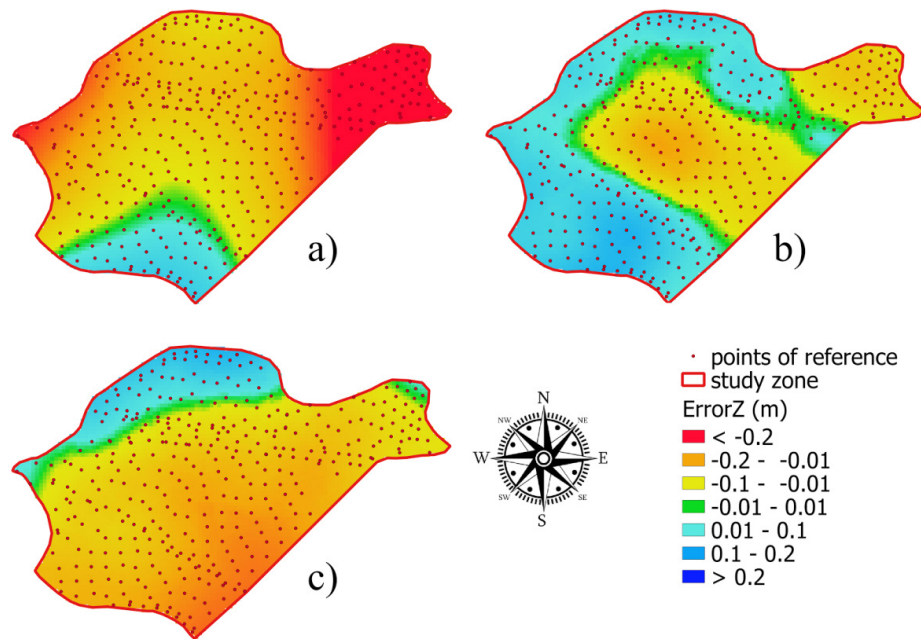 a)
b)
c)
N
NW
NE
W
E
SW
SE
S
points of reference
study zone
ErrorZ (m)
< -0.2
-0.2 - -0.01
-0.1 - -0.01
-0.01 - 0.01
0.01 - 0.1
0.1 - 0.2
> 0.2